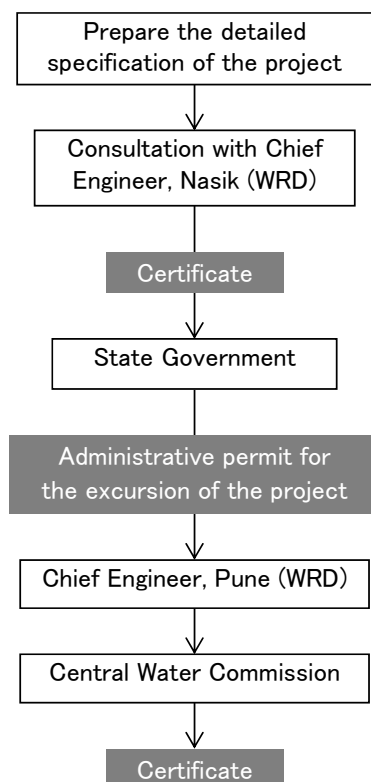 Prepare the detailed
specification of the project
Consultation with Chief
Engineer, Nasik (WRD)
Certificate
State Government
Administrative permit for
the excursion of the project
Chief Engineer, Pune (WRD)
Central Water Commission
Certificate